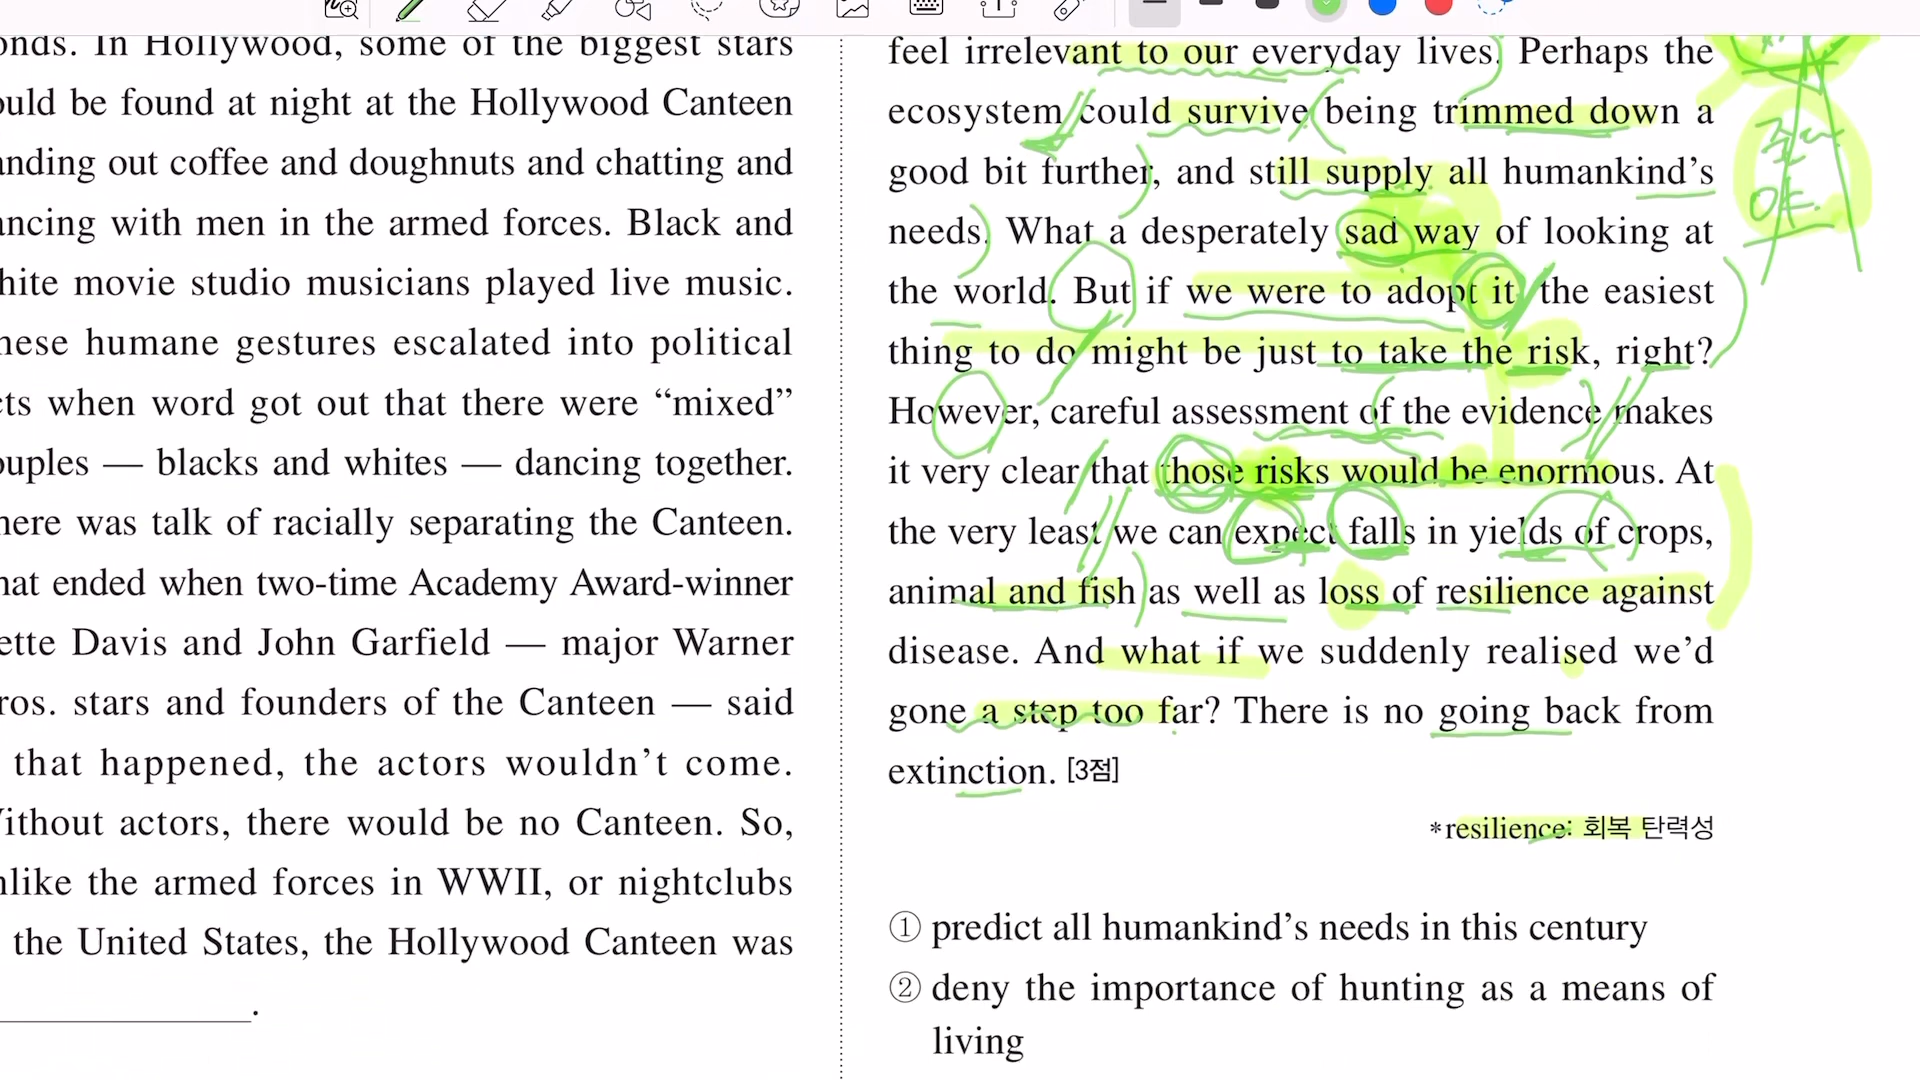 onds. In Hollywood, some of the biggest stars
ould be found at night at the Hollywood Canteen
anding out coffee and doughnuts and chatting and
ancing with men in the armed forces. Black and
hite movie studio musicians played live music.
hese humane gestures escalated into political
cts when word got out that there were “mixed”
ouples — blacks and whites — dancing together.
here was talk of racially separating the Canteen.
hat ended when two-time Academy Award-winner
ette Davis and John Garfield — major Warner
ros. stars and founders of the Canteen — said
that happened, the actors wouldn’t come.
Without actors, there would be no Canteen. So,
nlike the armed forces in WWII, or nightclubs
the United States, the Hollywood Canteen was
.
feel irrelevant to our everyday lives. Perhaps the
ecosystem could survive being trimmed down a
good bit further, and still supply all humankind’s
needs. What a desperately sad way of looking at
the world. But if we were to adopt it, the easiest
thing to do might be just to take the risk, right?
However, careful assessment of the evidence makes
it very clear that those risks would be enormous. At
the very least we can expect falls in yields of crops,
animal and fish as well as loss of resilience against
disease. And what if we suddenly realised we’d
gone a step too far? There is no going back from
extinction. [3점]
*resilience: 회복 탄력성
① predict all humankind’s needs in this century
② deny the importance of hunting as a means of
living